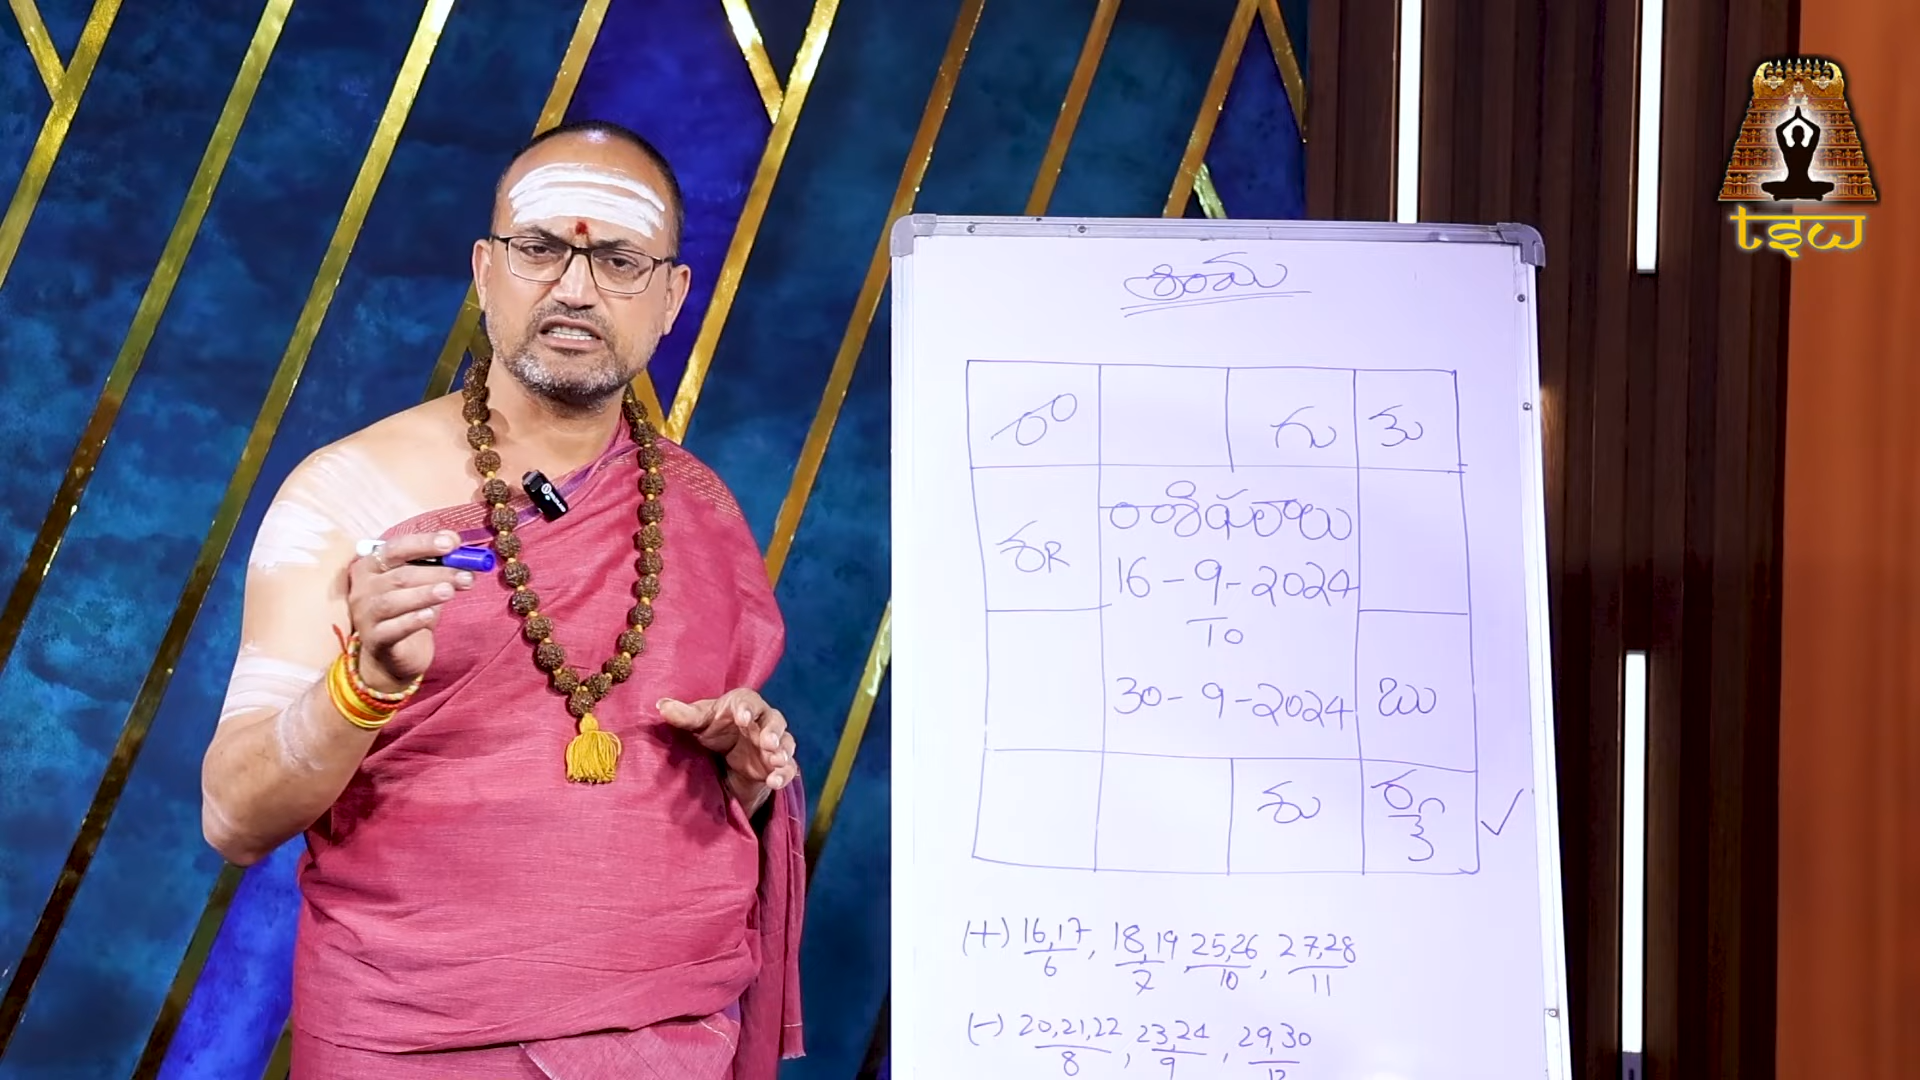 TSW
సింహ
రా గు కు
రాశిఫలాలు
శR 16-9-2024
To
30-9-2024 బు
శు ర/కే
(+) 16,17/6, 18,19/7, 25,26/10, 27,28/11
(-) 20,21,22/8, 23,24/9, 29,30/12